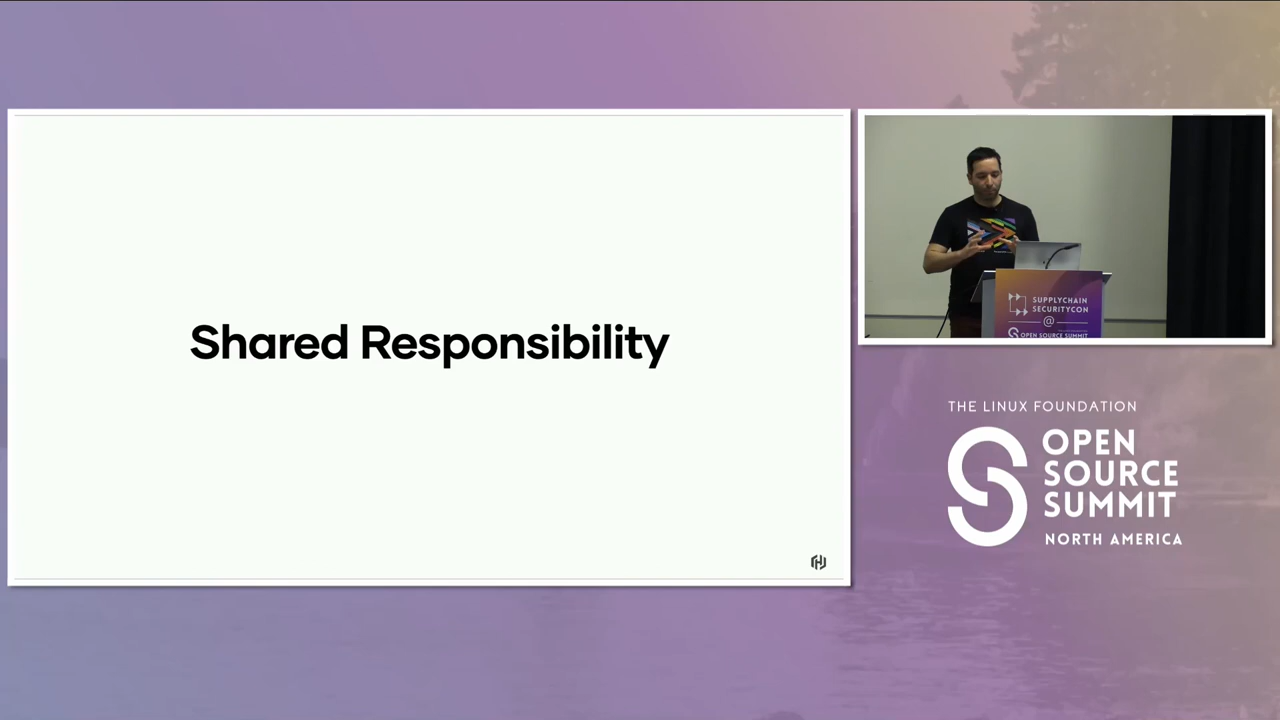 Shared Responsibility
SUPPLYCHAIN
SECURITYCON
@
OPEN SOURCE SUMMIT
THE LINUX FOUNDATION
OPEN
SOURCE
SUMMIT
NORTH AMERICA